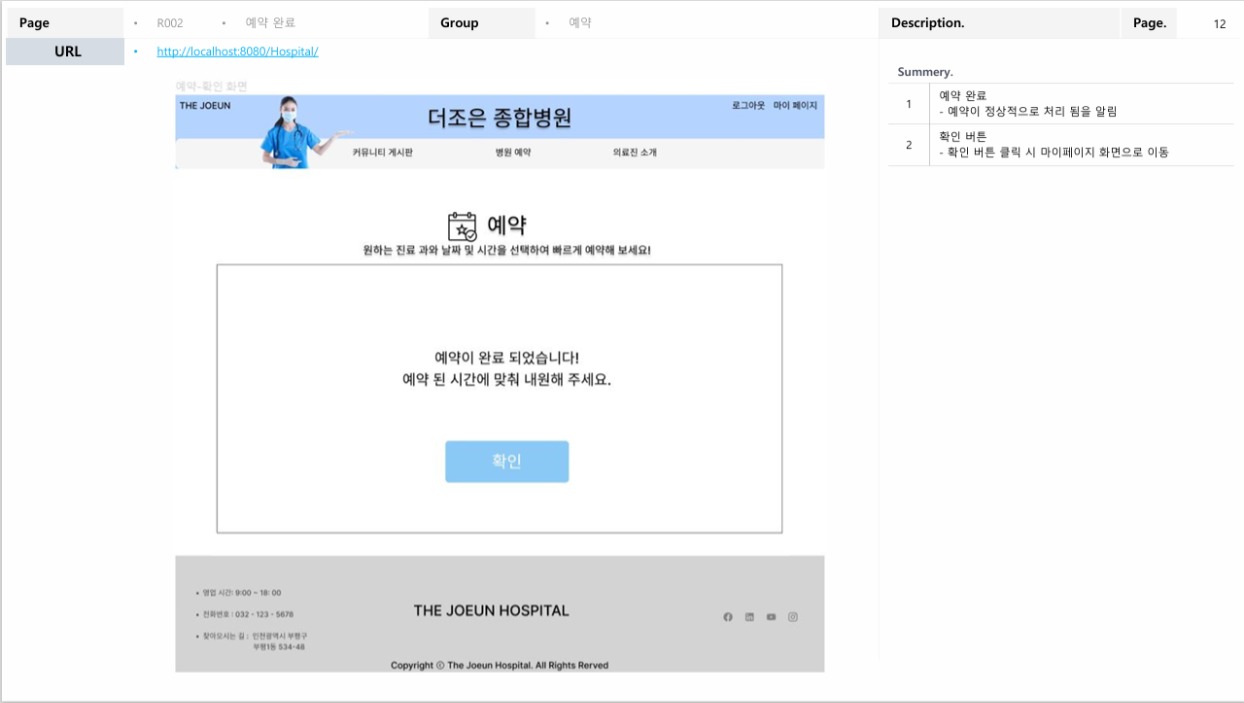 Page
• R002 • 예약 완료
Group
• 예약
Description.
Page.
12
URL
• http://localhost:8080/Hospital/
예약-확인 화면
THE JOEUN
더조은 종합병원
로그아웃 마이 페이지
커뮤니티 게시판 병원 예약 의료진 소개
예약
원하는 진료 과와 날짜 및 시간을 선택하여 빠르게 예약해 보세요!
예약이 완료 되었습니다!
예약 된 시간에 맞춰 내원해 주세요.
확인
• 영업 시간: 9:00 ~ 18: 00
• 전화번호 : 032 - 123 - 5678
• 찾아오시는 길 : 인천광역시 부평구
부평1동 534-48
THE JOEUN HOSPITAL
Copyright ⓒ The Joeun Hospital. All Rights Rerved
Summery.
1
예약 완료
- 예약이 정상적으로 처리 됨을 알림
2
확인 버튼
- 확인 버튼 클릭 시 마이페이지 화면으로 이동